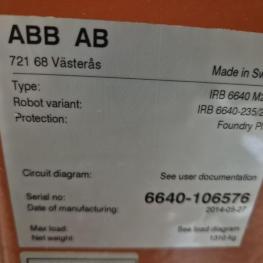 ABB AB
721 68 Västerås
Made in Sw
Type: IRB 6640 M2
Robot variant: IRB 6640-235/2
Protection: Foundry Pl
Circuit diagram: See user documentation
Serial no: 6640-106576
Date of manufacturing: 2014-05-27
Max load: See load diagram
Net weight: 1310 kg